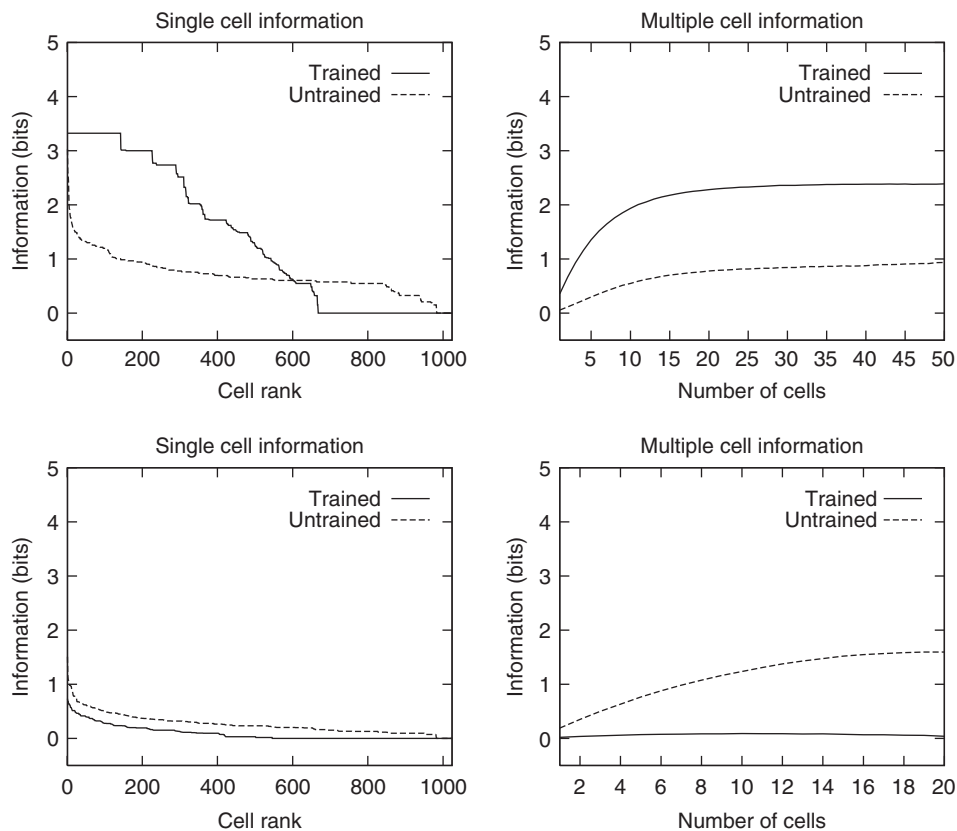 Single cell information
5
4
3
2
1
0
Information (bits)
Trained
Untrained
0 200 400 600 800 1000
Cell rank
Multiple cell information
5
4
3
2
1
0
Information (bits)
Trained
Untrained
5 10 15 20 25 30 35 40 45 50
Number of cells
Single cell information
5
4
3
2
1
0
Information (bits)
Trained
Untrained
0 200 400 600 800 1000
Cell rank
Multiple cell information
5
4
3
2
1
0
Information (bits)
Trained
Untrained
2 4 6 8 10 12 14 16 18 20
Number of cells